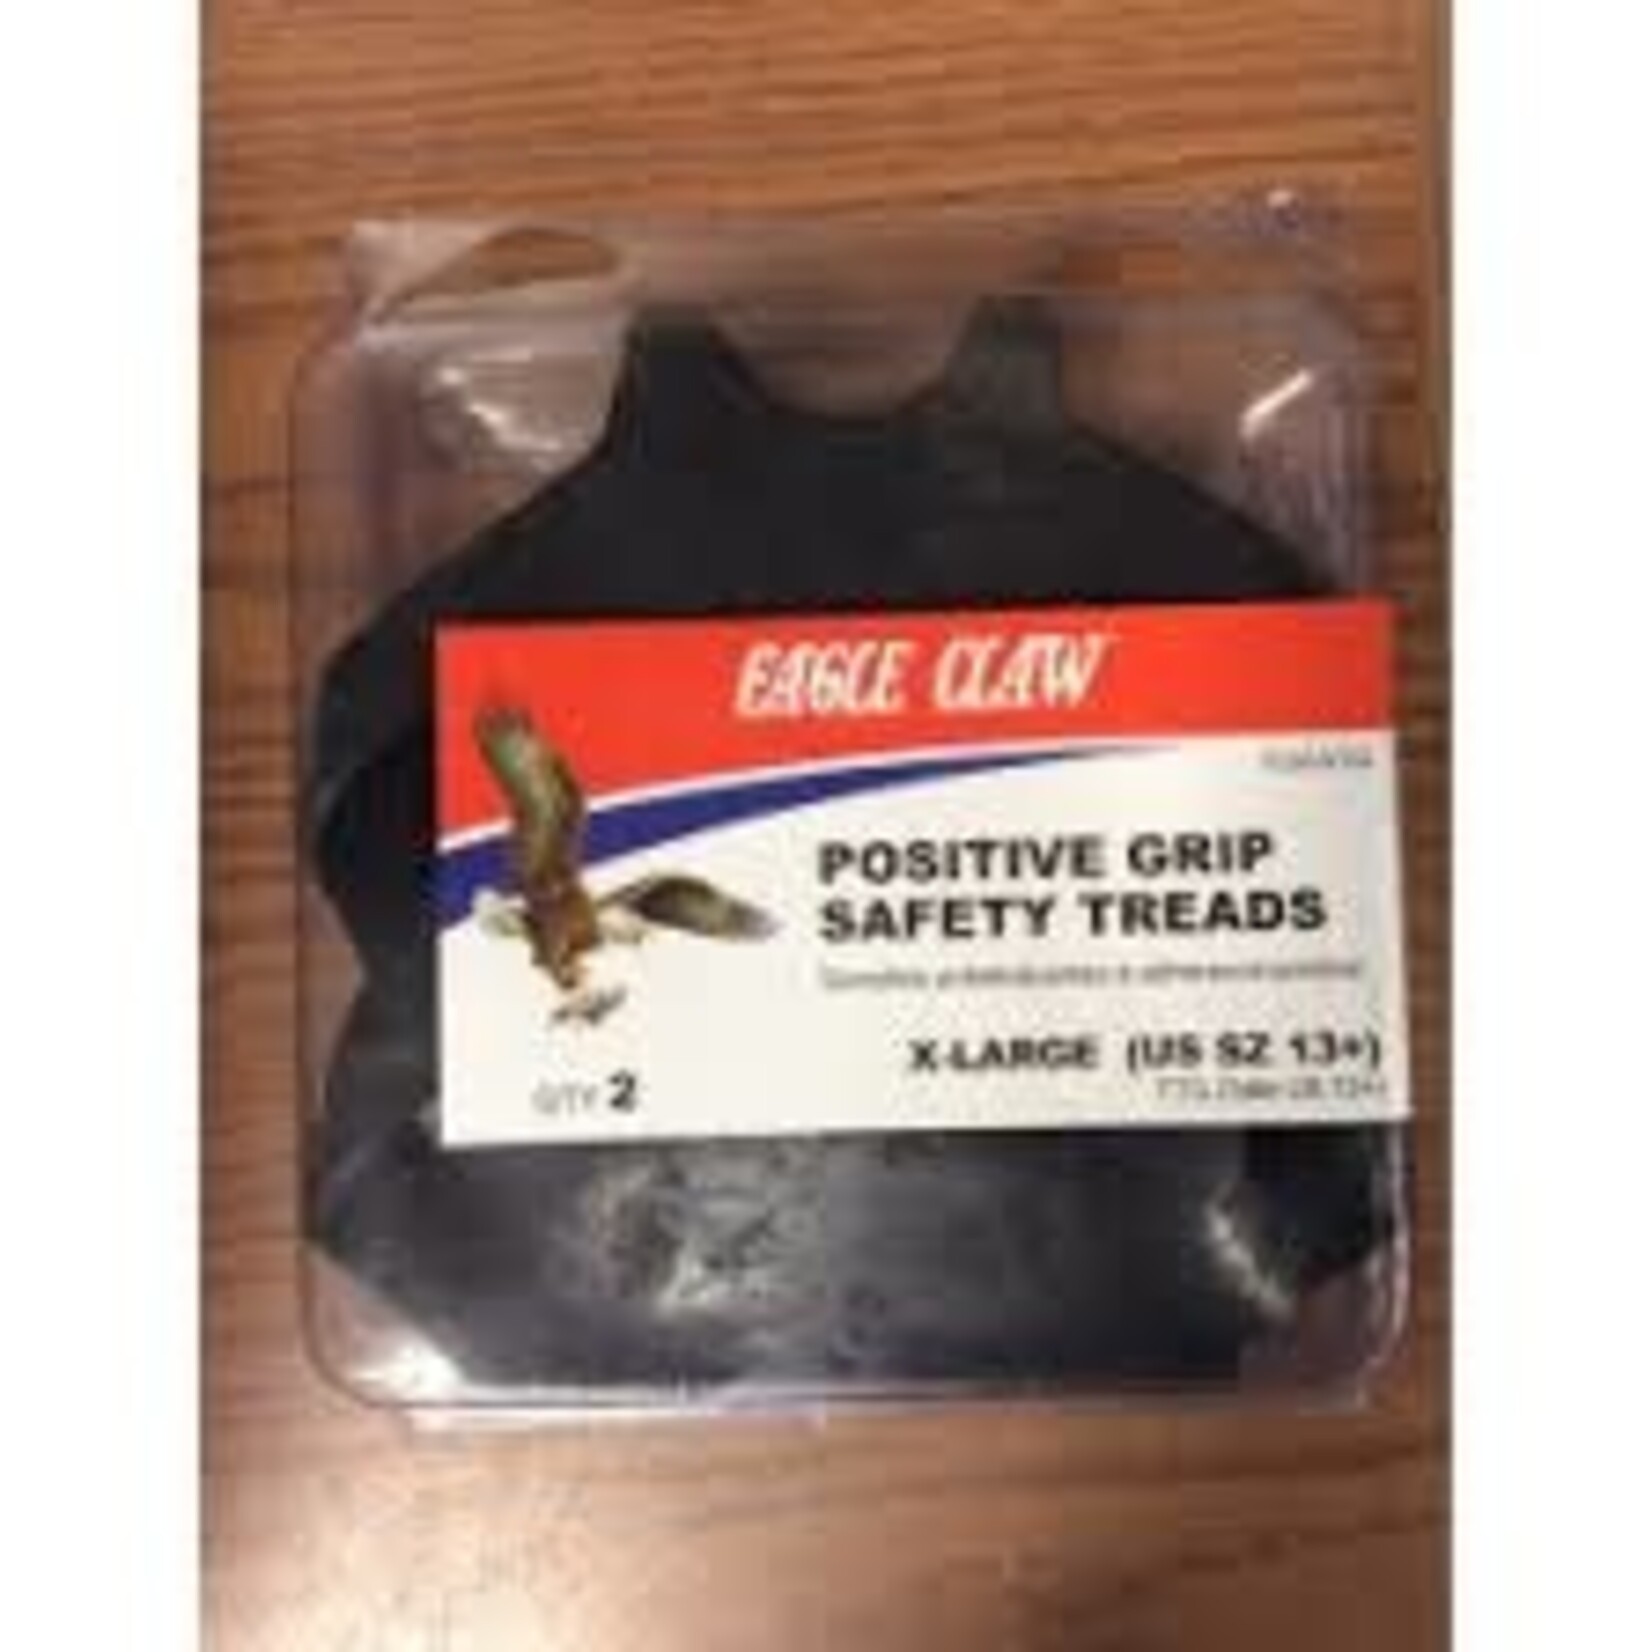 EAGLE CLAW
POSITIVE GRIP
SAFETY TREADS
X-LARGE (US SZ 13+)
QTY 2